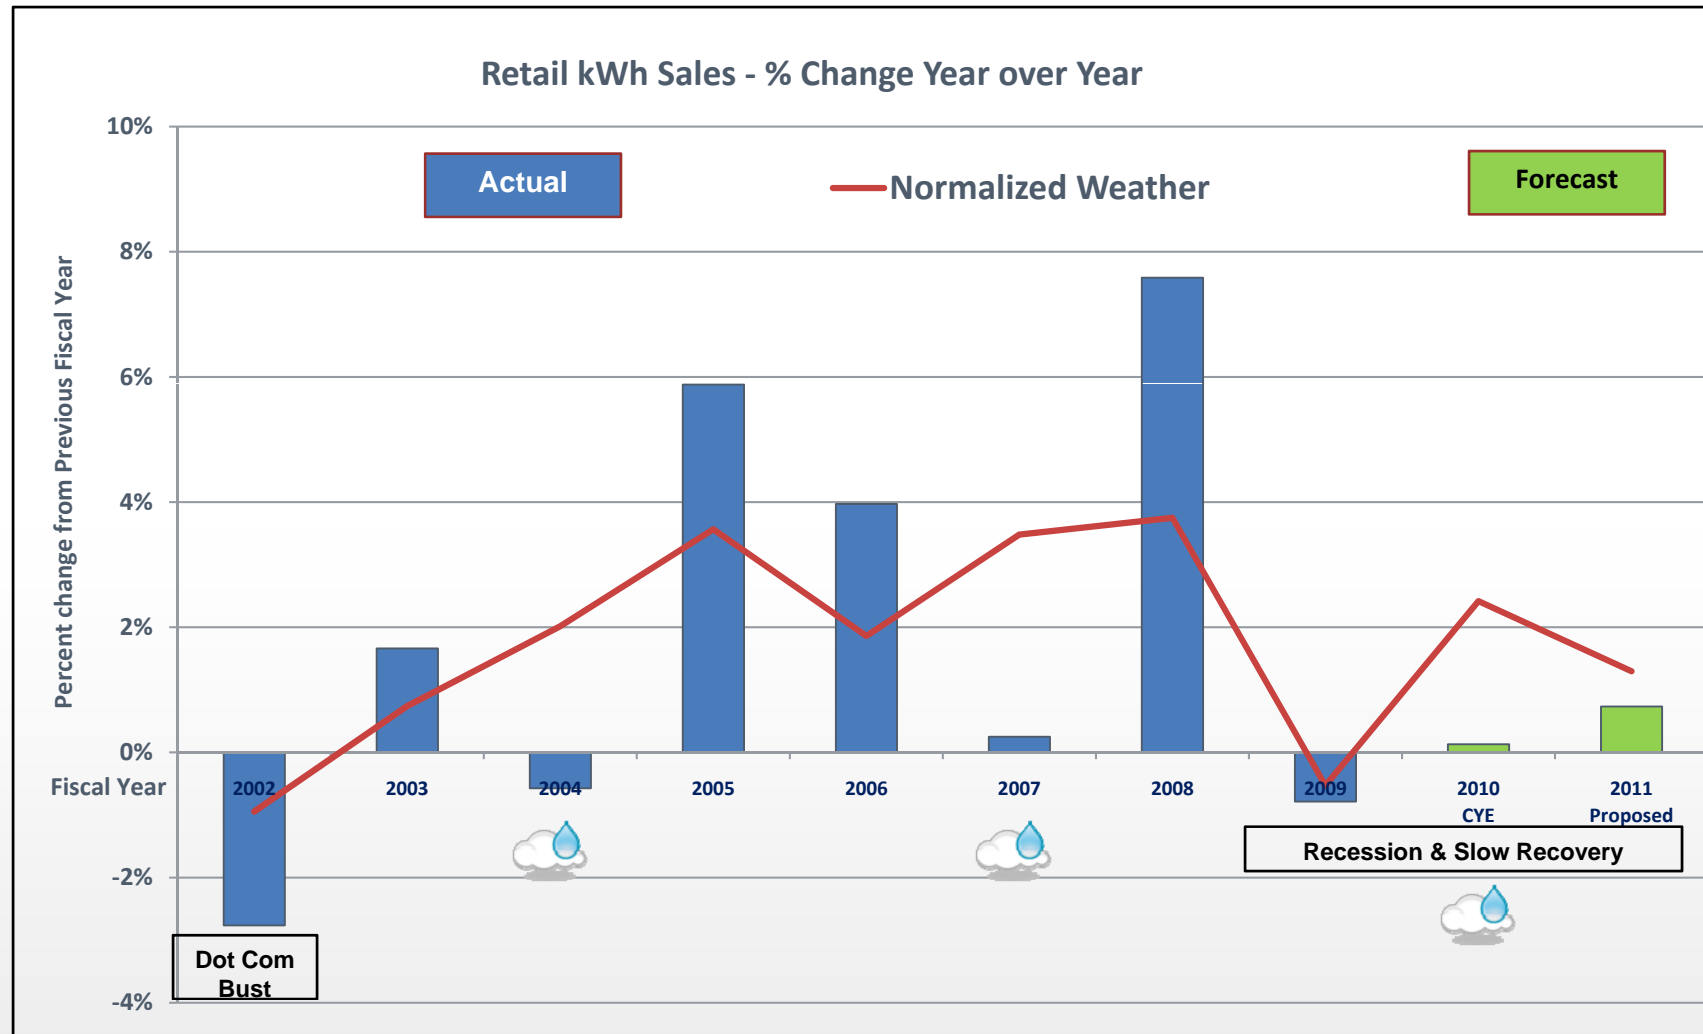 Retail kWh Sales - % Change Year over Year
10%
Actual
Normalized Weather
Forecast
8%
6%
4%
2%
0%
-2%
-4%
Percent change from Previous Fiscal Year
Fiscal Year 2002 2003 2004 2005 2006 2007 2008 2009 2010 2011
CYE Proposed
Recession & Slow Recovery
Dot Com
Bust